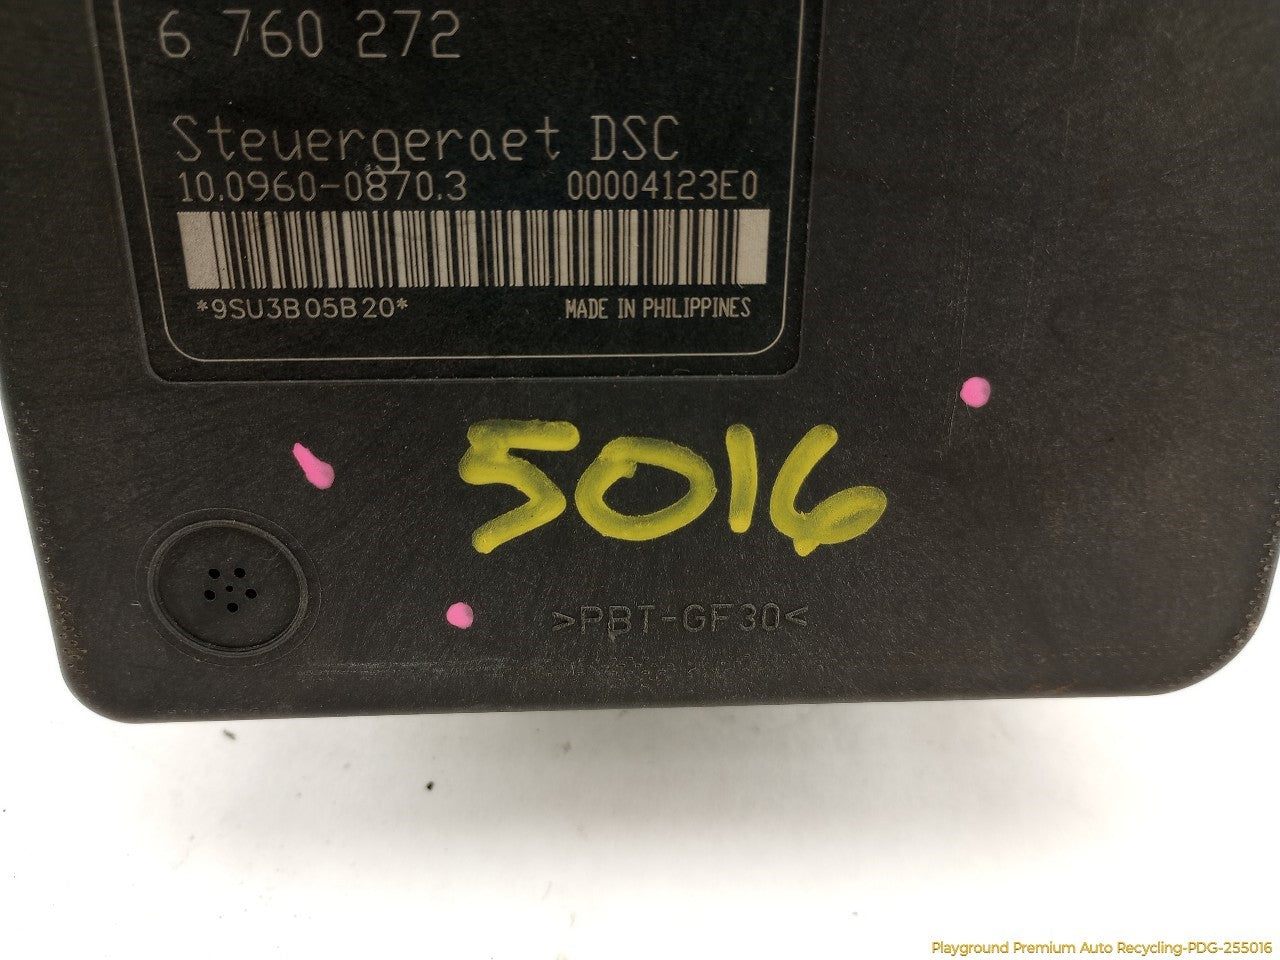 6 760 272
Steuergeraet DSC
10.0960-0870.3 00004123E0
*9SU3B05B20* MADE IN PHILIPPINES
5016
>PBT-GF30<
Playground Premium Auto Recycling-PDG-255016